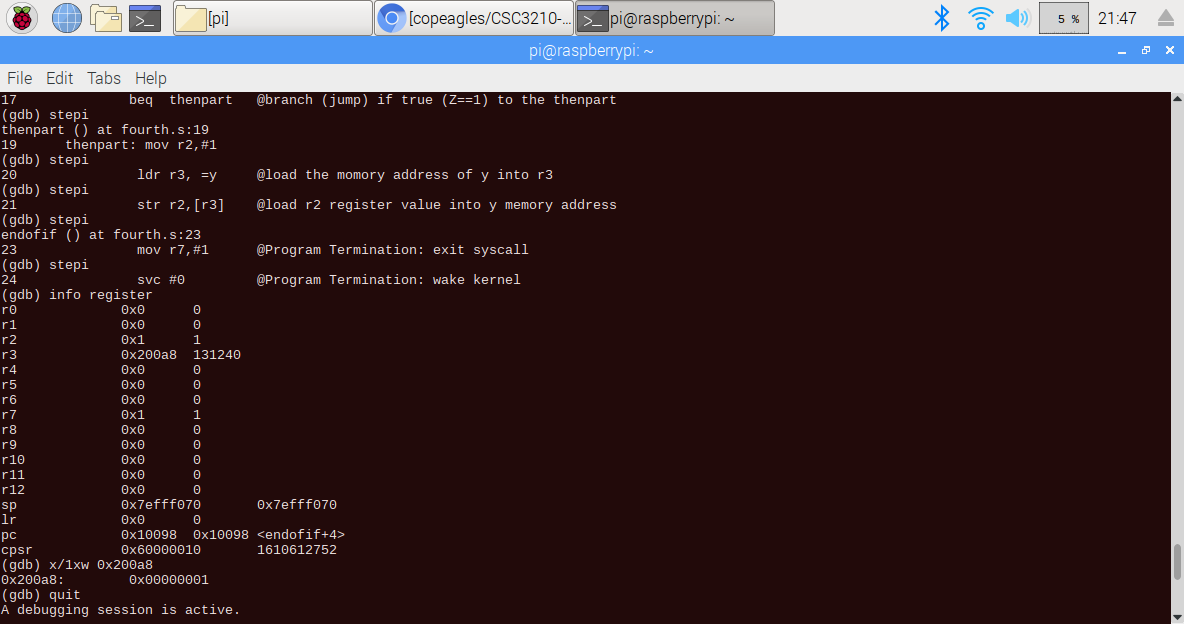 [pi]
[copeagles/CSC3210-...
pi@raspberrypi: ~
5 %
21:47
pi@raspberrypi: ~
File Edit Tabs Help
17 beq thenpart @branch (jump) if true (Z==1) to the thenpart
(gdb) stepi
thenpart () at fourth.s:19
19 thenpart: mov r2,#1
(gdb) stepi
20 ldr r3, =y @load the momory address of y into r3
(gdb) stepi
21 str r2,[r3] @load r2 register value into y memory address
(gdb) stepi
endofif () at fourth.s:23
23 mov r7,#1 @Program Termination: exit syscall
(gdb) stepi
24 svc #0 @Program Termination: wake kernel
(gdb) info register
r0 0x0 0
r1 0x0 0
r2 0x1 1
r3 0x200a8 131240
r4 0x0 0
r5 0x0 0
r6 0x0 0
r7 0x1 1
r8 0x0 0
r9 0x0 0
r10 0x0 0
r11 0x0 0
r12 0x0 0
sp 0x7efff070 0x7efff070
lr 0x0 0
pc 0x10098 0x10098 <endofif+4>
cpsr 0x60000010 1610612752
(gdb) x/1xw 0x200a8
0x200a8: 0x00000001
(gdb) quit
A debugging session is active.